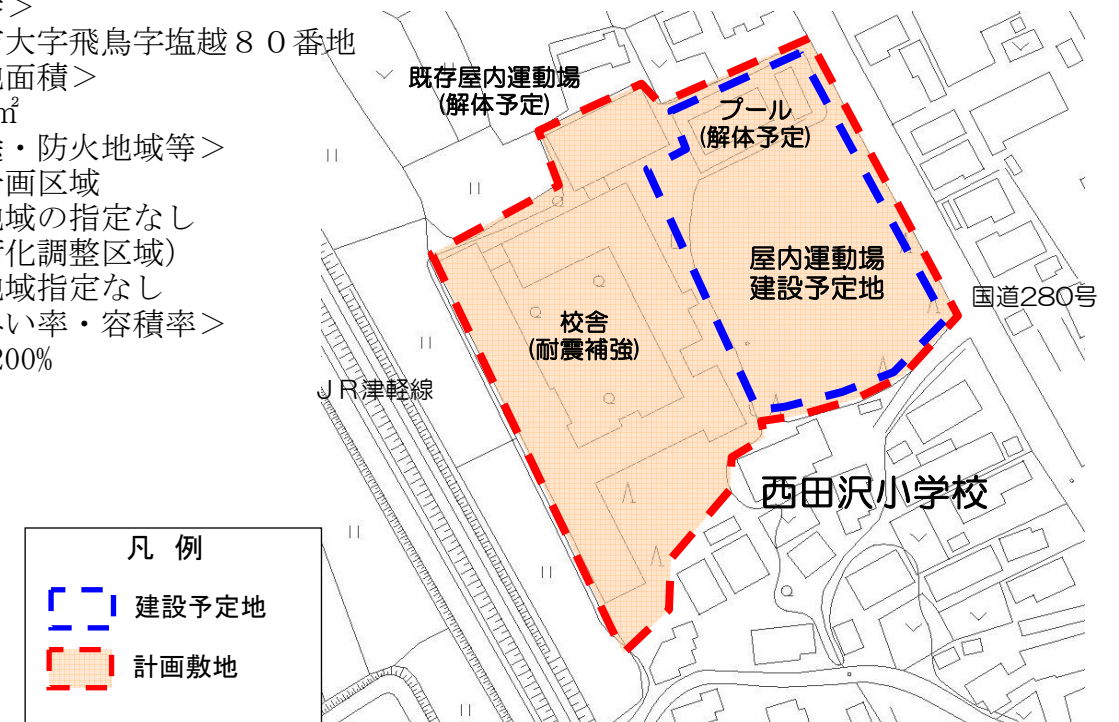 大字飛鳥字塩越８０番地
面積＞
㎡
・防火地域等＞
画区域
域の指定なし
化調整区域）
域指定なし
い率・容積率＞
200%
既存屋内運動場
(解体予定)
プール
(解体予定)
屋内運動場
建設予定地
国道280号
校舎
(耐震補強)
ＪＲ津軽線
西田沢小学校
凡 例
建設予定地
計画敷地